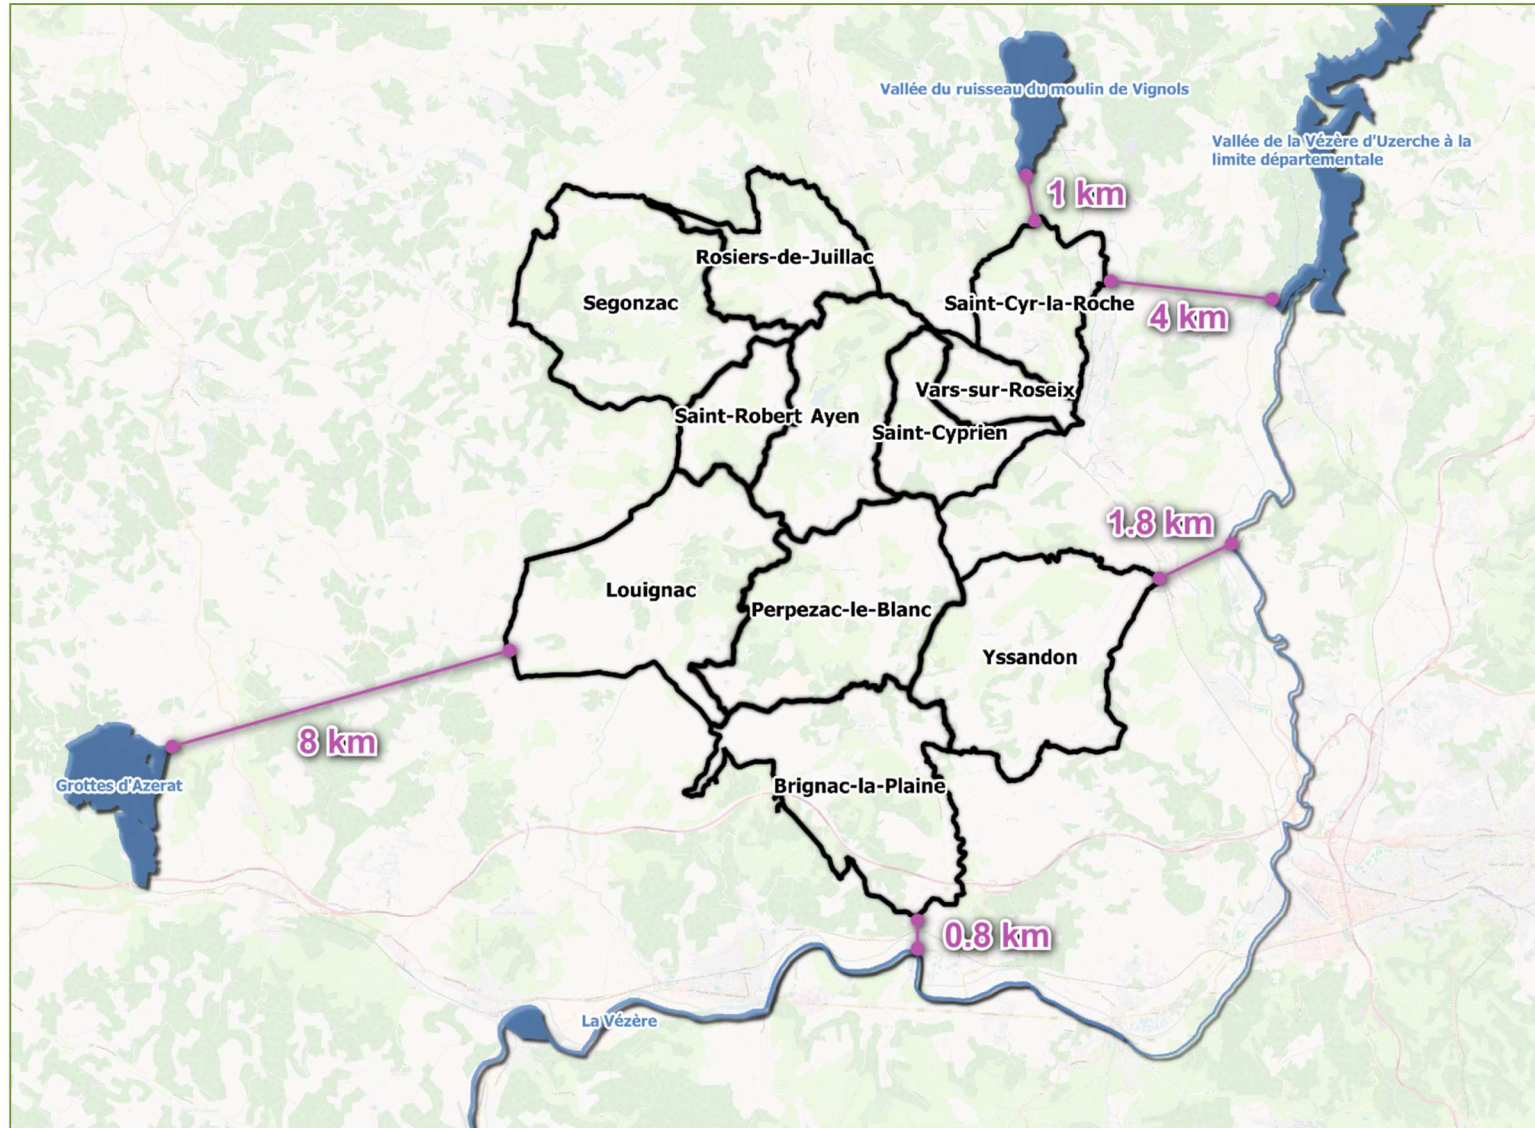 Vallée du ruisseau du moulin de Vignols
Vallée de la Vézère d'Uzerche à la
limite départementale
1 km
Rosiers-de-Juillac
Segonzac
Saint-Cyr-la-Roche
4 km
Vars-sur-Roseix
Saint-Robert
Ayen
Saint-Cyprien
1.8 km
Louignac
Perpezac-le-Blanc
Yssandon
8 km
Grottes d'Azerat
Brignac-la-Plaine
0.8 km
La Vézère